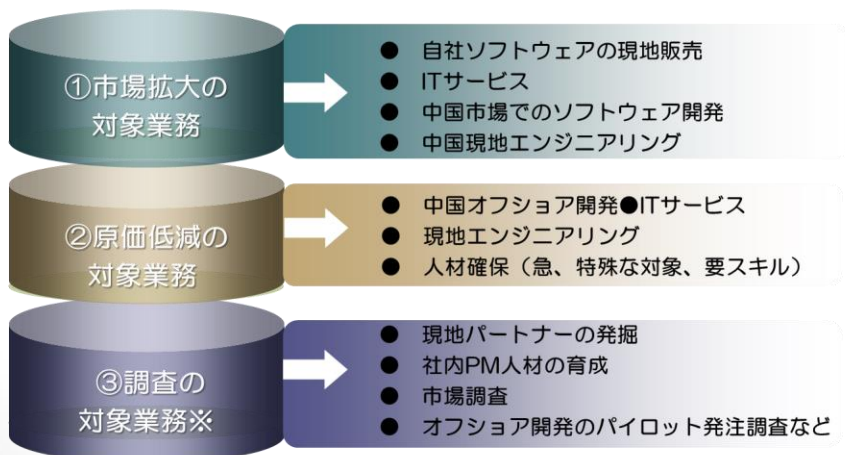 ①市場拡大の
対象業務
● 自社ソフトウェアの現地販売
● ITサービス
● 中国市場でのソフトウェア開発
● 中国現地エンジニアリング
②原価低減の
対象業務
● 中国オフショア開発●ITサービス
● 現地エンジニアリング
● 人材確保（急、特殊な対象、要スキル）
③調査の
対象業務※
● 現地パートナーの発掘
● 社内PM人材の育成
● 市場調査
● オフショア開発のパイロット発注調査など